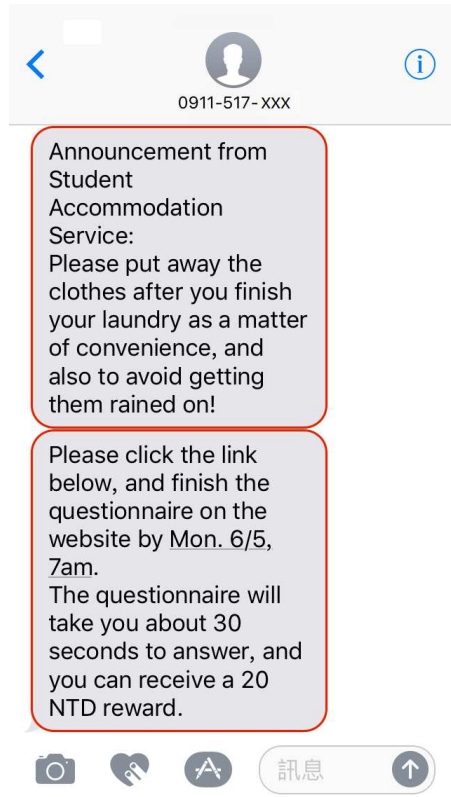 0911-517-XXX
Announcement from
Student
Accommodation
Service:
Please put away the
clothes after you finish
your laundry as a matter
of convenience, and
also to avoid getting
them rained on!
Please click the link
below, and finish the
questionnaire on the
website by Mon. 6/5,
7am.
The questionnaire will
take you about 30
seconds to answer, and
you can receive a 20
NTD reward.
訊息